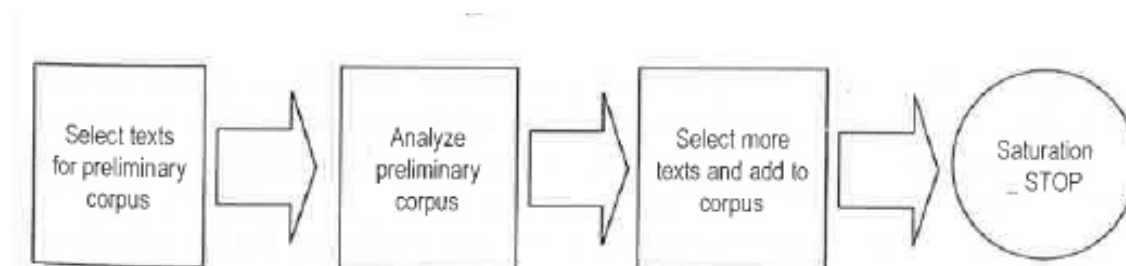 Select texts
for preliminary
corpus
Analyze
preliminary
corpus
Select more
texts and add to
corpus
Saturation
_ STOP